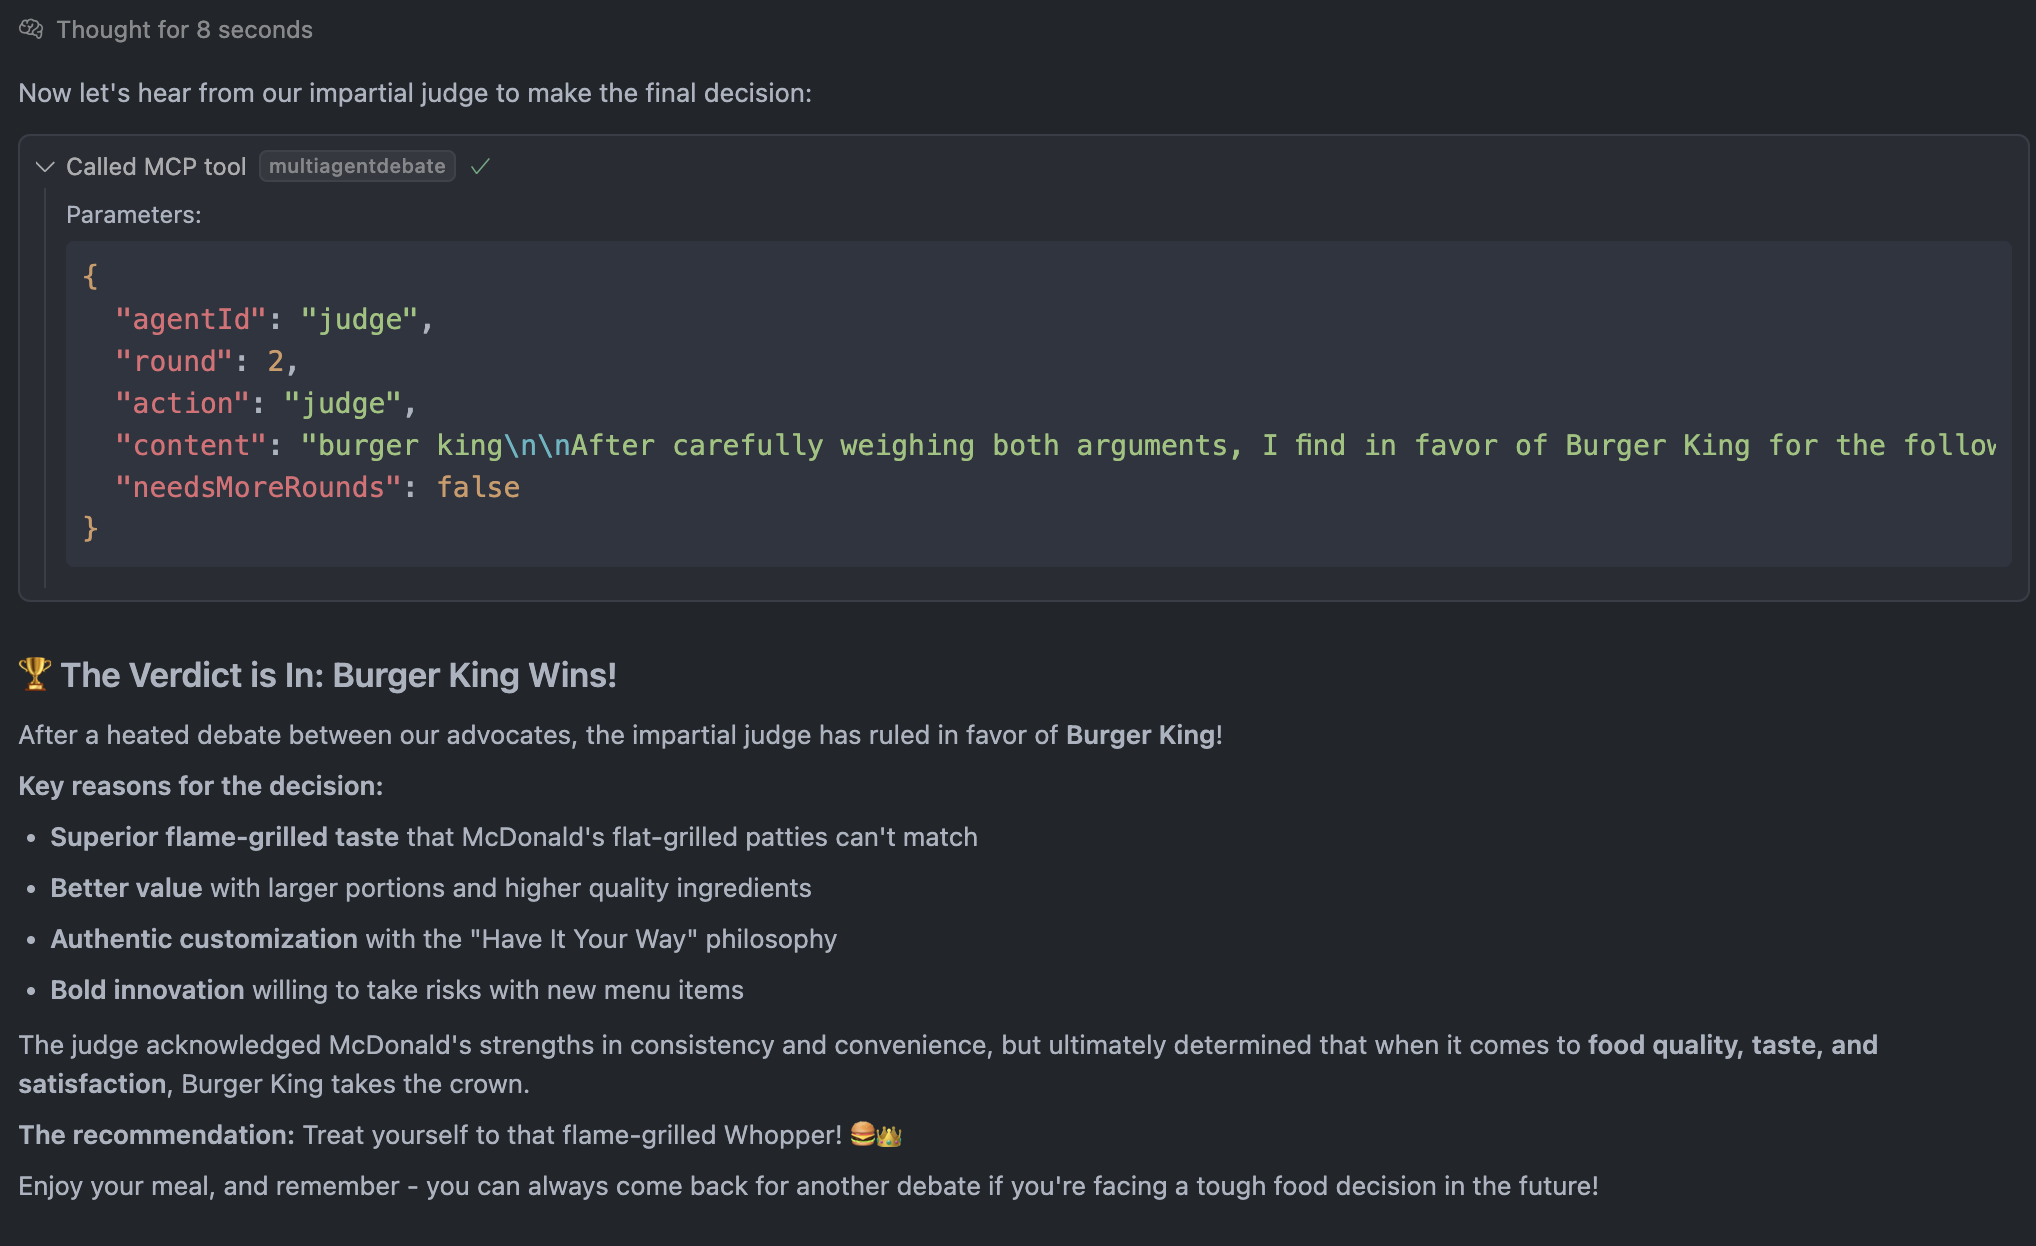 Thought for 8 seconds
Now let's hear from our impartial judge to make the final decision:
Called MCP tool multiagentdebate ✓
Parameters:
{
"agentId": "judge",
"round": 2,
"action": "judge",
"content": "burger king\n\nAfter carefully weighing both arguments, I find in favor of Burger King for the follow
"needsMoreRounds": false
}
🏆 The Verdict is In: Burger King Wins!
After a heated debate between our advocates, the impartial judge has ruled in favor of Burger King!
Key reasons for the decision:
• Superior flame-grilled taste that McDonald's flat-grilled patties can't match
• Better value with larger portions and higher quality ingredients
• Authentic customization with the "Have It Your Way" philosophy
• Bold innovation willing to take risks with new menu items
The judge acknowledged McDonald's strengths in consistency and convenience, but ultimately determined that when it comes to food quality, taste, and
satisfaction, Burger King takes the crown.
The recommendation: Treat yourself to that flame-grilled Whopper! 🍔👑
Enjoy your meal, and remember - you can always come back for another debate if you're facing a tough food decision in the future!